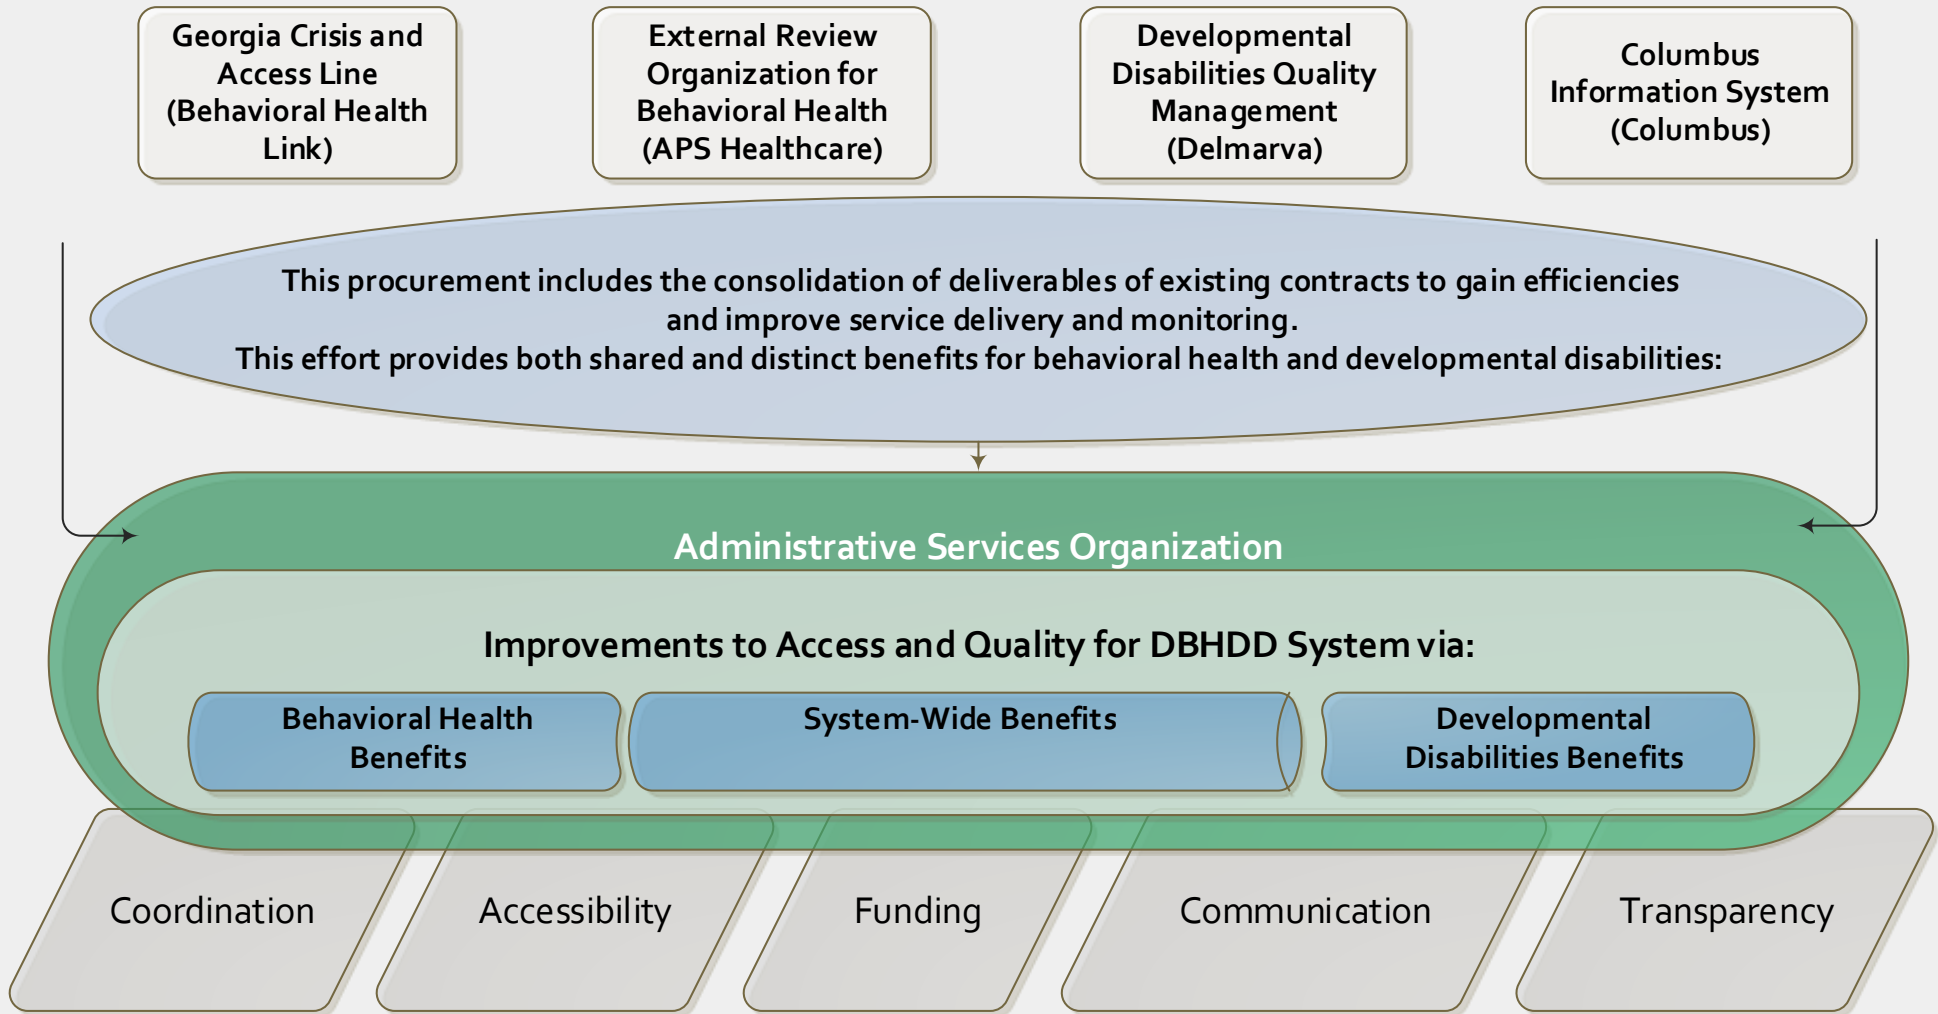 Georgia Crisis and
Access Line
(Behavioral Health
Link)
External Review
Organization for
Behavioral Health
(APS Healthcare)
Developmental
Disabilities Quality
Management
(Delmarva)
Columbus
Information System
(Columbus)
This procurement includes the consolidation of deliverables of existing contracts to gain efficiencies
and improve service delivery and monitoring.
This effort provides both shared and distinct benefits for behavioral health and developmental disabilities:
Administrative Services Organization
Improvements to Access and Quality for DBHDD System via:
Behavioral Health
Benefits
System-Wide Benefits
Developmental
Disabilities Benefits
Coordination
Accessibility
Funding
Communication
Transparency